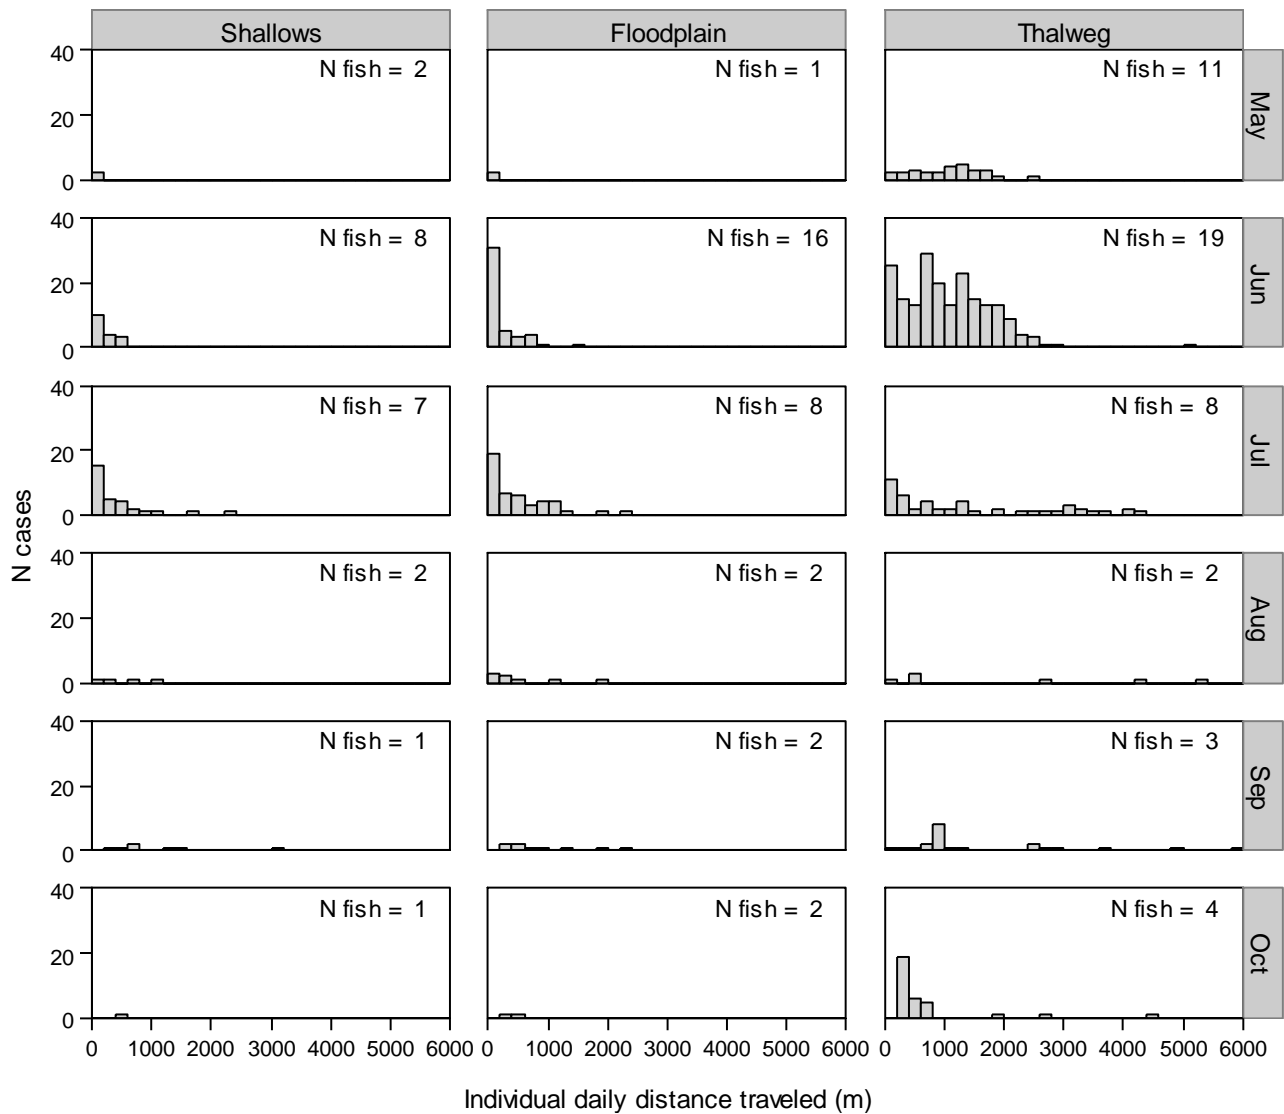 Shallows Floodplain Thalweg
40 N fish = 2 N fish = 1 N fish = 11 May
20
0
40 N fish = 8 N fish = 16 N fish = 19 Jun
20
0
40 N fish = 7 N fish = 8 N fish = 8 Jul
20
0
N cases
40 N fish = 2 N fish = 2 N fish = 2 Aug
20
0
40 N fish = 1 N fish = 2 N fish = 3 Sep
20
0
40 N fish = 1 N fish = 2 N fish = 4 Oct
20
0
0 1000 2000 3000 4000 5000 6000 0 1000 2000 3000 4000 5000 6000 0 1000 2000 3000 4000 5000 6000
Individual daily distance traveled (m)